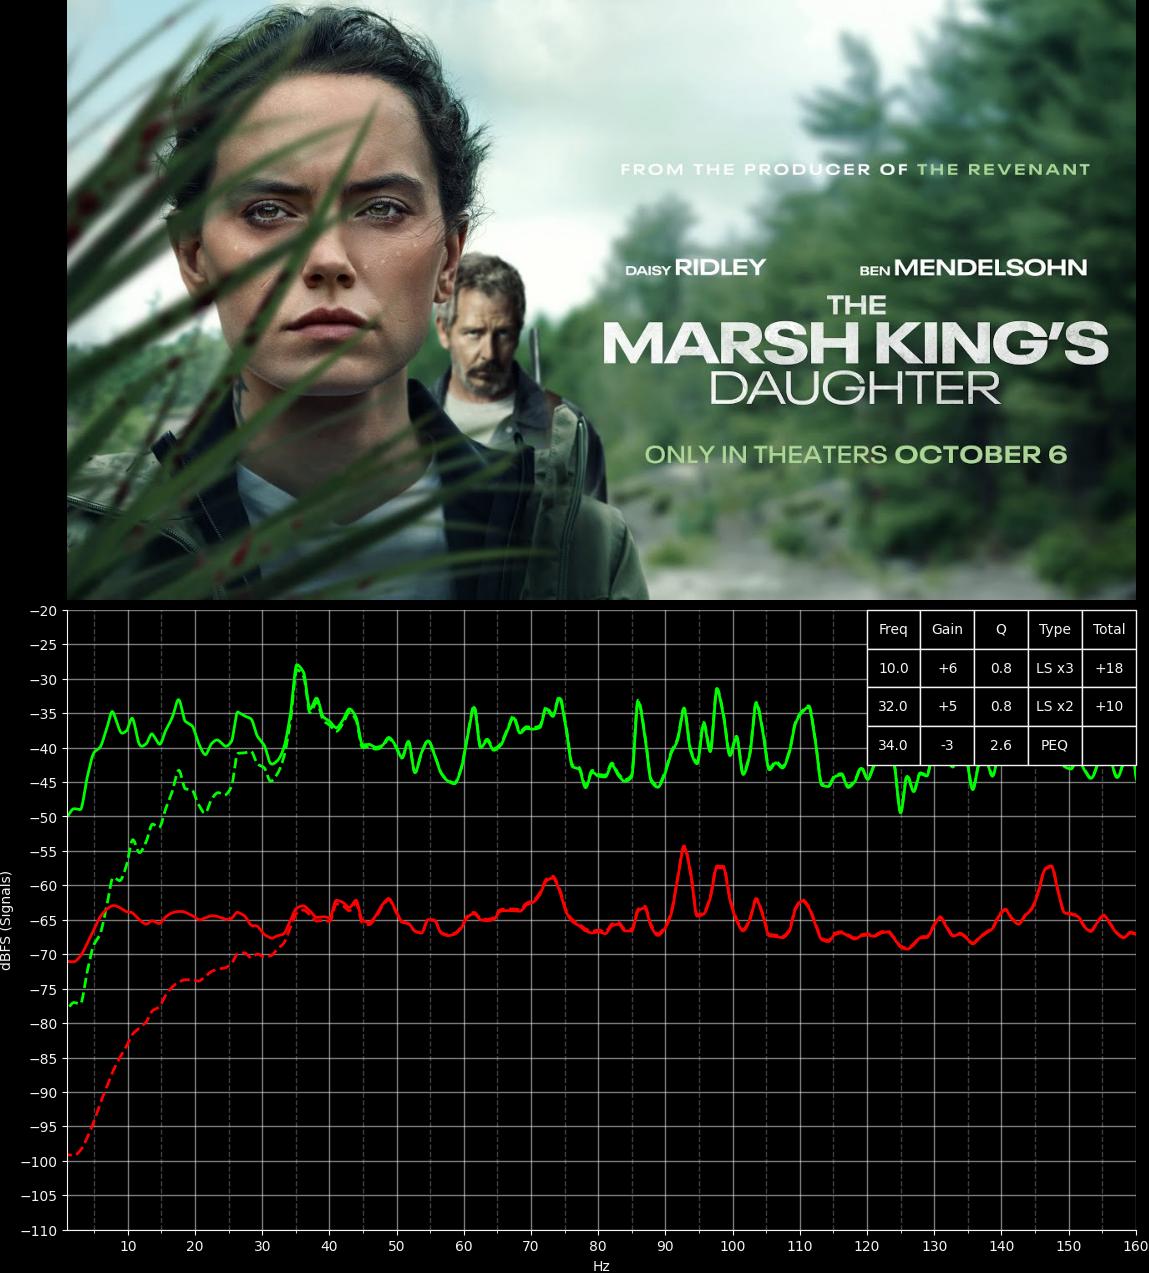 FROM THE PRODUCER OF THE REVENANT
DAISY RIDLEY BEN MENDELSOHN
THE
MARSH KING'S
DAUGHTER
ONLY IN THEATERS OCTOBER 6
Freq Gain Q Type Total
10.0 +6 0.8 LS x3 +18
32.0 +5 0.8 LS x2 +10
34.0 -3 2.6 PEQ
dBFS (Signals)
−20
−25
−30
−35
−40
−45
−50
−55
−60
−65
−70
−75
−80
−85
−90
−95
−100
−105
−110
10 20 30 40 50 60 70 80 90 100 110 120 130 140 150 160
Hz